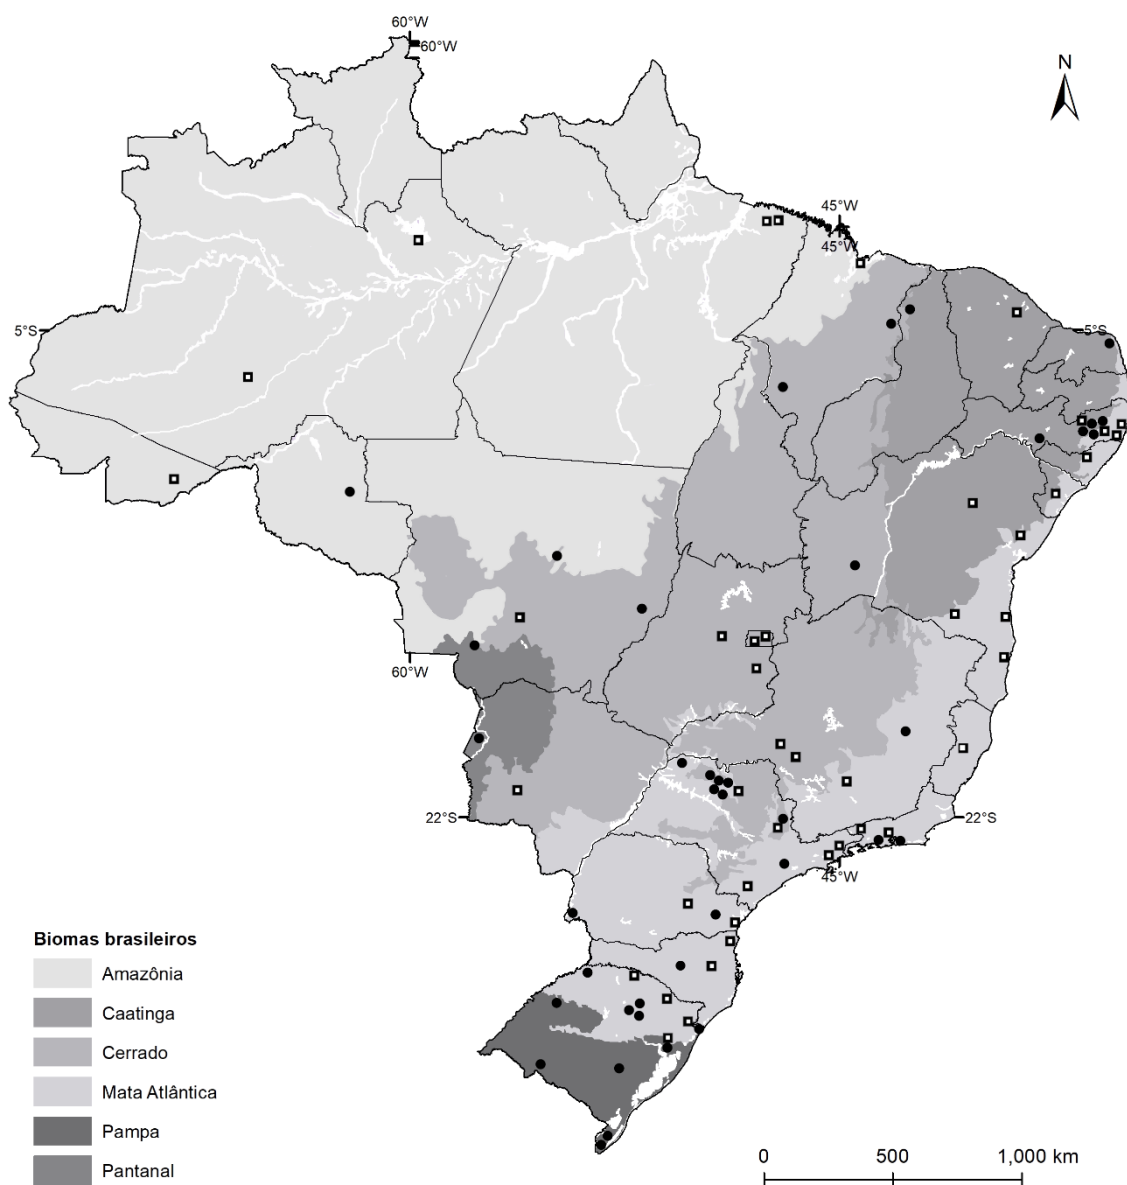 60°W
60°W
N
45°W
45°W
5°S
5°S
60°W
22°S
22°S
45°W
Biomas brasileiros
Amazônia
Caatinga
Cerrado
Mata Atlântica
Pampa
Pantanal
0 500 1,000 km